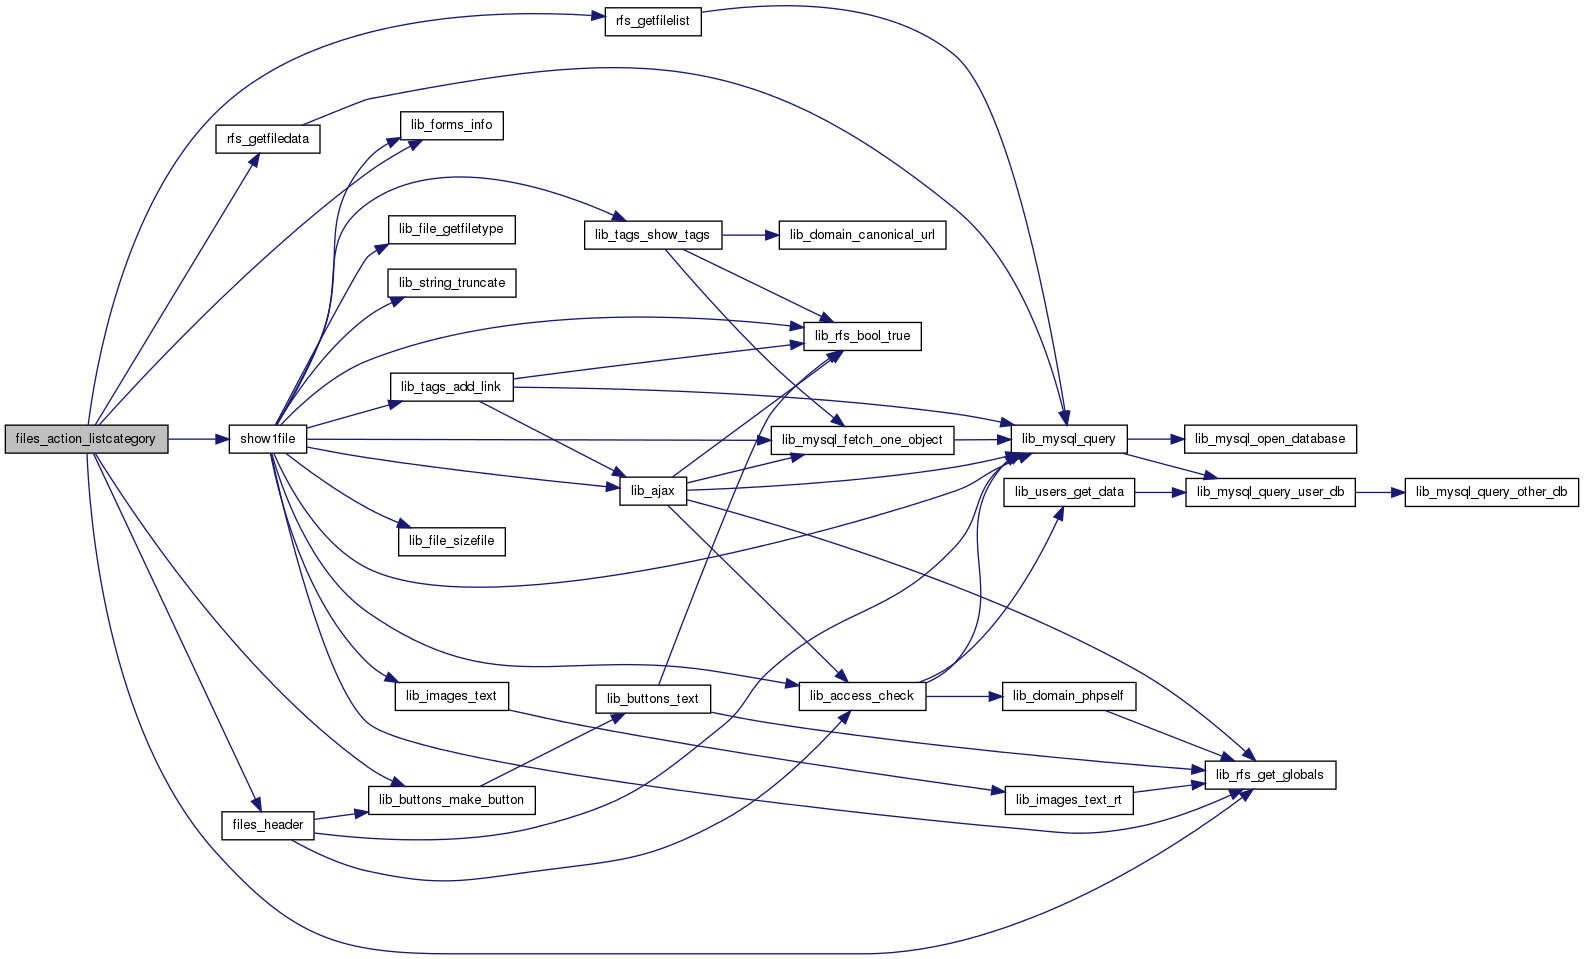 rfs_getfilelist
lib_forms_info
rfs_getfiledata
lib_file_getfiletype
lib_tags_show_tags
lib_domain_canonical_url
lib_string_truncate
lib_rfs_bool_true
lib_tags_add_link
files_action_listcategory
show1file
lib_mysql_fetch_one_object
lib_mysql_query
lib_mysql_open_database
lib_ajax
lib_users_get_data
lib_mysql_query_user_db
lib_mysql_query_other_db
lib_file_sizefile
lib_images_text
lib_buttons_text
lib_access_check
lib_domain_phpself
lib_rfs_get_globals
lib_buttons_make_button
lib_images_text_rt
files_header